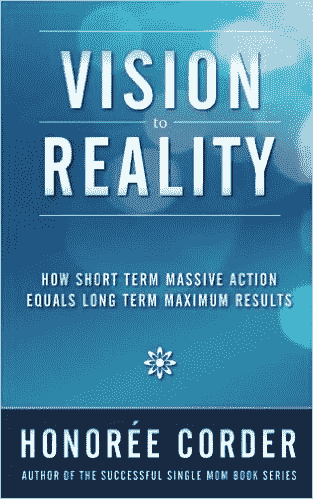 VISION
to
REALITY
HOW SHORT TERM MASSIVE ACTION
EQUALS LONG TERM MAXIMUM RESULTS
HONORÉE CORDER
AUTHOR OF THE SUCCESSFUL SINGLE MOM BOOK SERIES